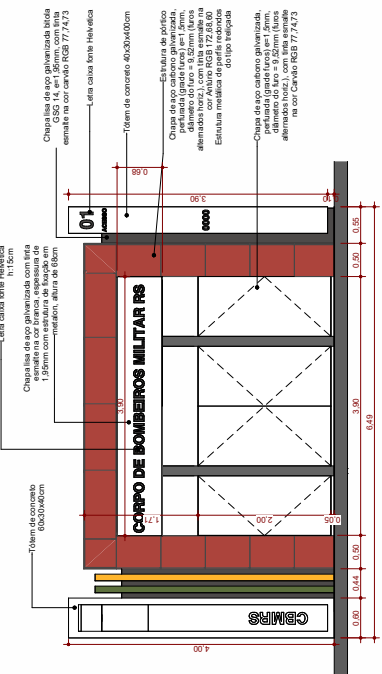 Tótem de concreto
60x30x40cm
Letra caixa fonte Helvetica
h:15cm
Chapa lisa de aço galvanizada com tinta
esmalte na cor branca, espessura de
1,95mm com estrutura de fixação em
metalon, altura de 68cm
Chapa lisa de aço galvanizada bitola
GSG 14, e=1,95mm, com tinta
esmalte na cor carvão RGB 77,74,73
Letra caixa fonte Helvetica
Tótem de concreto 40x30x400cm
Estrutura de pórtico
Chapa de aço carbono galvanizada,
perfurada (grade furos) e=1,5mm,
diâmetro do furo = 9,52mm (furos
alternados horiz.), com tinta esmalte na
cor Antúrio RGB 172,68,60
Estrutura metálica de perfis redondos
do tipo treliçada
Chapa de aço carbono galvanizada,
perfurada (grade furos) e=1,5mm,
diâmetro do furo = 9,52mm (furos
alternados horiz.), com tinta esmalte
na cor Carvão RGB 77,74,73
CORPO DE BOMBEIROS MILITAR RS
CBMRS
01
ACESSO
0000
0,68
3,90
0,10
3,90
1,71
2,00
0,05
4,00
0,60
0,44
0,50
3,90
0,50
0,55
6,49